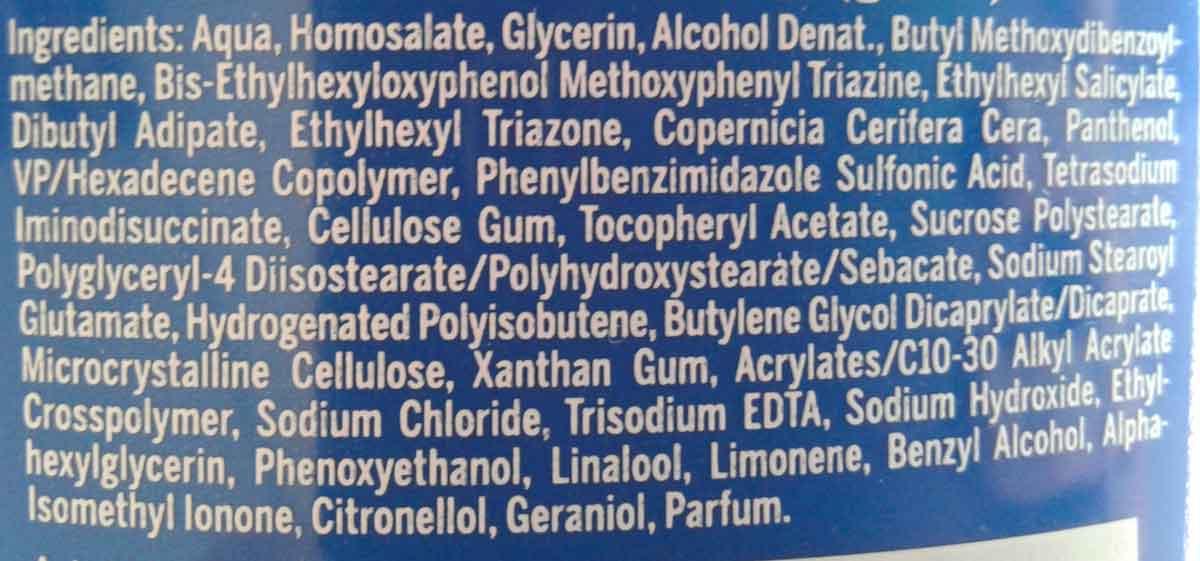 Ingredients: Aqua, Homosalate, Glycerin, Alcohol Denat., Butyl Methoxydibenzoyl-
methane, Bis-Ethylhexyloxyphenol Methoxyphenyl Triazine, Ethylhexyl Salicylate,
Dibutyl Adipate, Ethylhexyl Triazone, Copernicia Cerifera Cera, Panthenol,
VP/Hexadecene Copolymer, Phenylbenzimidazole Sulfonic Acid, Tetrasodium
Iminodisuccinate, Cellulose Gum, Tocopheryl Acetate, Sucrose Polystearate,
Polyglyceryl-4 Diisostearate/Polyhydroxystearate/Sebacate, Sodium Stearoyl
Glutamate, Hydrogenated Polyisobutene, Butylene Glycol Dicaprylate/Dicaprate,
Microcrystalline Cellulose, Xanthan Gum, Acrylates/C10-30 Alkyl Acrylate
Crosspolymer, Sodium Chloride, Trisodium EDTA, Sodium Hydroxide, Ethyl-
hexylglycerin, Phenoxyethanol, Linalool, Limonene, Benzyl Alcohol, Alpha-
Isomethyl Ionone, Citronellol, Geraniol, Parfum.